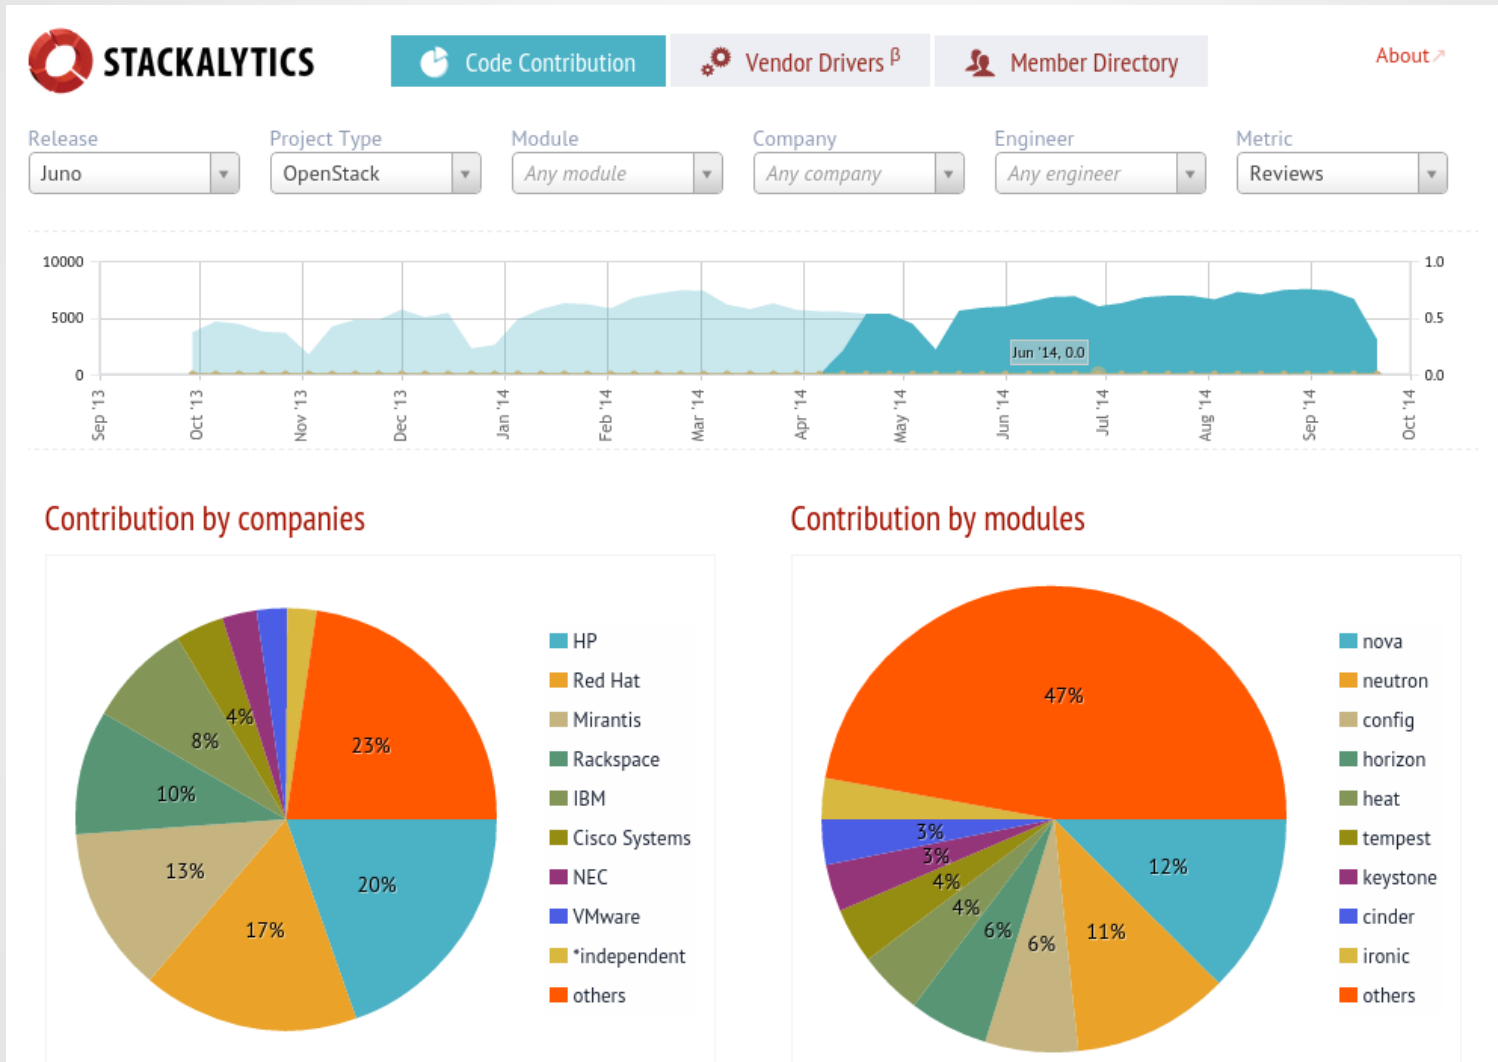 STACKALYTICS
Code Contribution
Vendor Drivers β
Member Directory
About
Release
Project Type
Module
Company
Engineer
Metric
Juno
OpenStack
Any module
Any company
Any engineer
Reviews
10000
5000
0
1.0
0.5
0.0
Jun '14, 0.0
Sep '13
Oct '13
Nov '13
Dec '13
Jan '14
Feb '14
Mar '14
Apr '14
May '14
Jun '14
Jul '14
Aug '14
Sep '14
Oct '14
Contribution by companies
23%
4%
8%
10%
13%
17%
20%
HP
Red Hat
Mirantis
Rackspace
IBM
Cisco Systems
NEC
VMware
*independent
others
Contribution by modules
47%
3%
3%
4%
4%
6%
6%
11%
12%
nova
neutron
config
horizon
heat
tempest
keystone
cinder
ironic
others